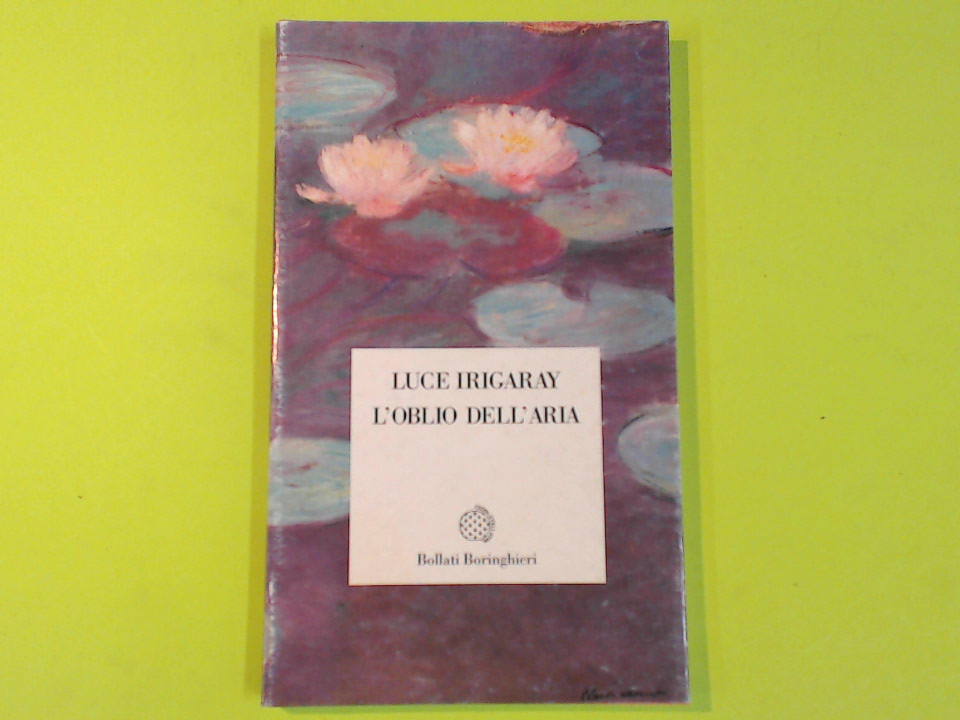 LUCE IRIGARAY
L'OBLIO DELL'ARIA
Bollati Boringhieri